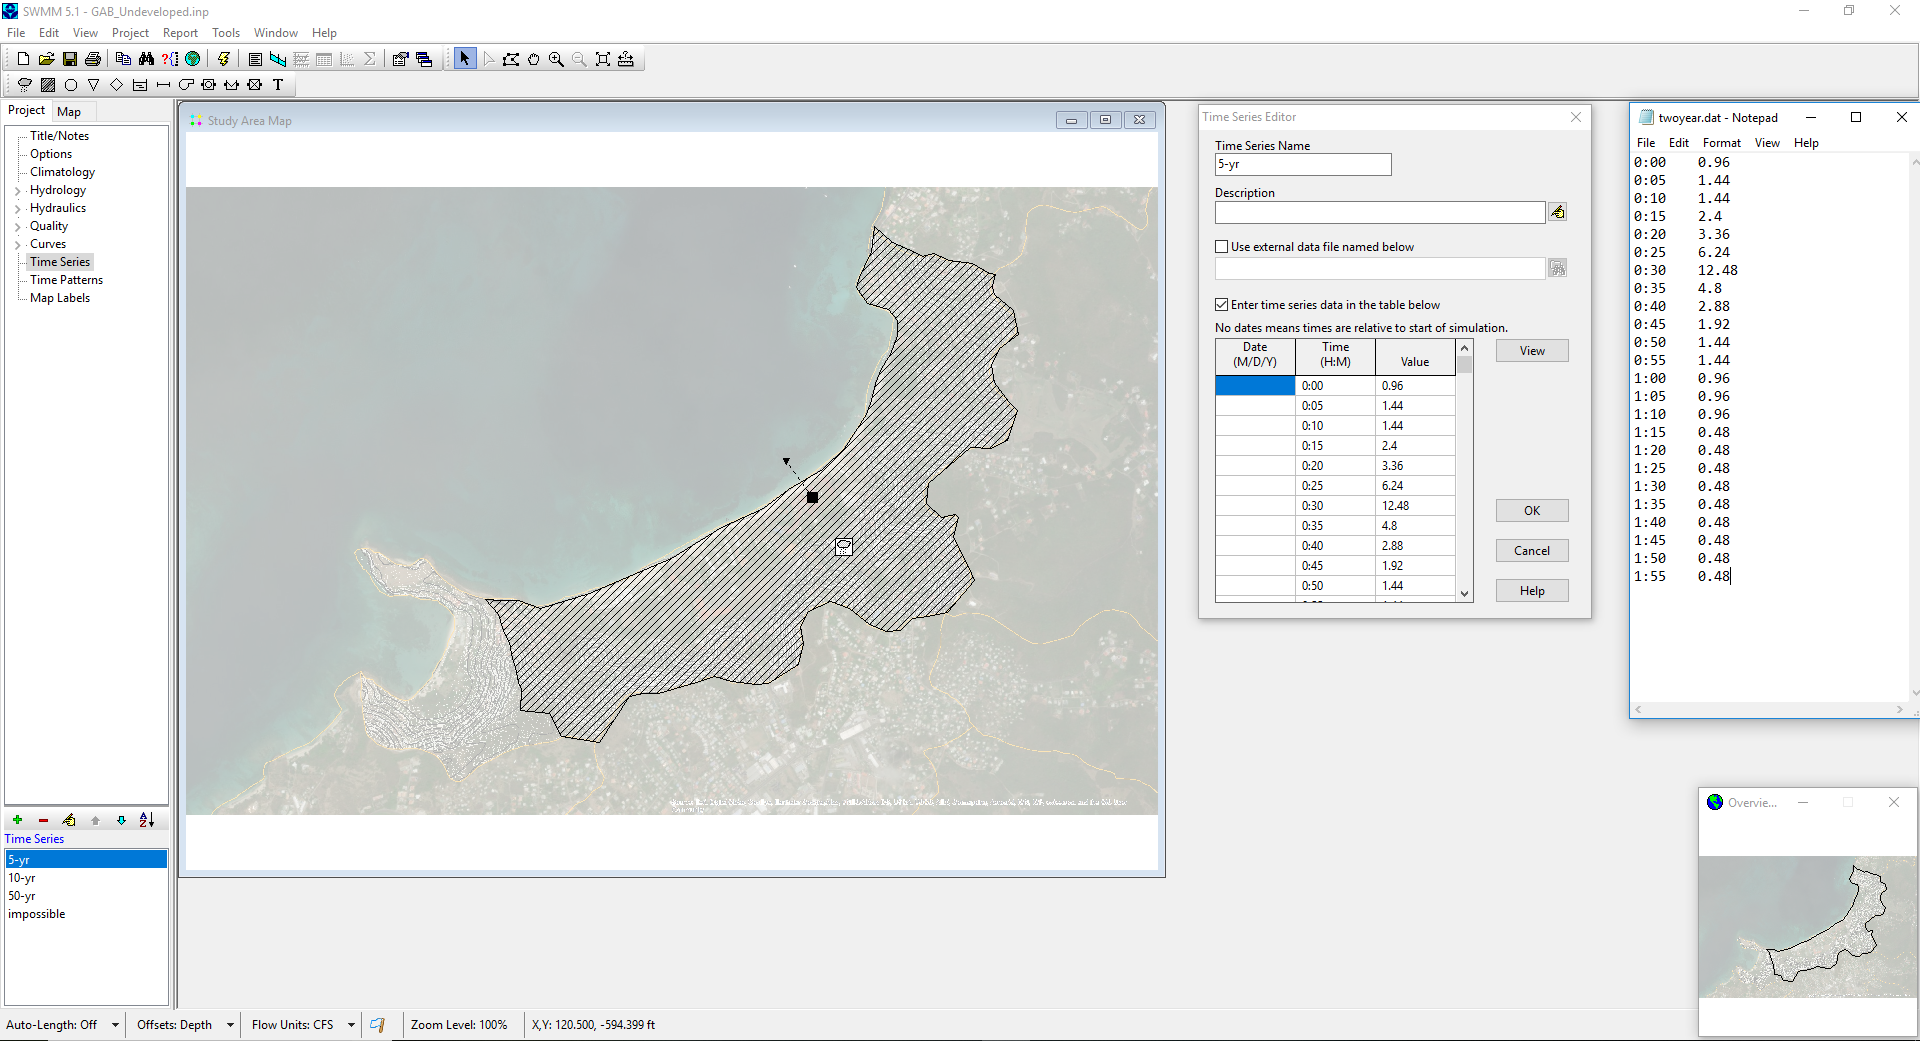 SWMM 5.1 - GAB_Undeveloped.inp
File Edit View Project Report Tools Window Help
Project Map
Title/Notes
Options
Climatology
Hydrology
Hydraulics
Quality
Curves
Time Series
Time Patterns
Map Labels
Time Series
5-yr
10-yr
50-yr
impossible
Study Area Map
Time Series Editor
Time Series Name
5-yr
Description
Use external data file named below
Enter time series data in the table below
No dates means times are relative to start of simulation.
Date (M/D/Y) Time (H:M) Value
0:00 0.96
0:05 1.44
0:10 1.44
0:15 2.4
0:20 3.36
0:25 6.24
0:30 12.48
0:35 4.8
0:40 2.88
0:45 1.92
0:50 1.44
View
OK
Cancel
Help
twoyear.dat - Notepad
File Edit Format View Help
0:00 0.96
0:05 1.44
0:10 1.44
0:15 2.4
0:20 3.36
0:25 6.24
0:30 12.48
0:35 4.8
0:40 2.88
0:45 1.92
0:50 1.44
0:55 1.44
1:00 0.96
1:05 0.96
1:10 0.96
1:15 0.48
1:20 0.48
1:25 0.48
1:30 0.48
1:35 0.48
1:40 0.48
1:45 0.48
1:50 0.48
1:55 0.48
Overvie...
Auto-Length: Off Offsets: Depth Flow Units: CFS Zoom Level: 100% X,Y: 120.500, -594.399 ft